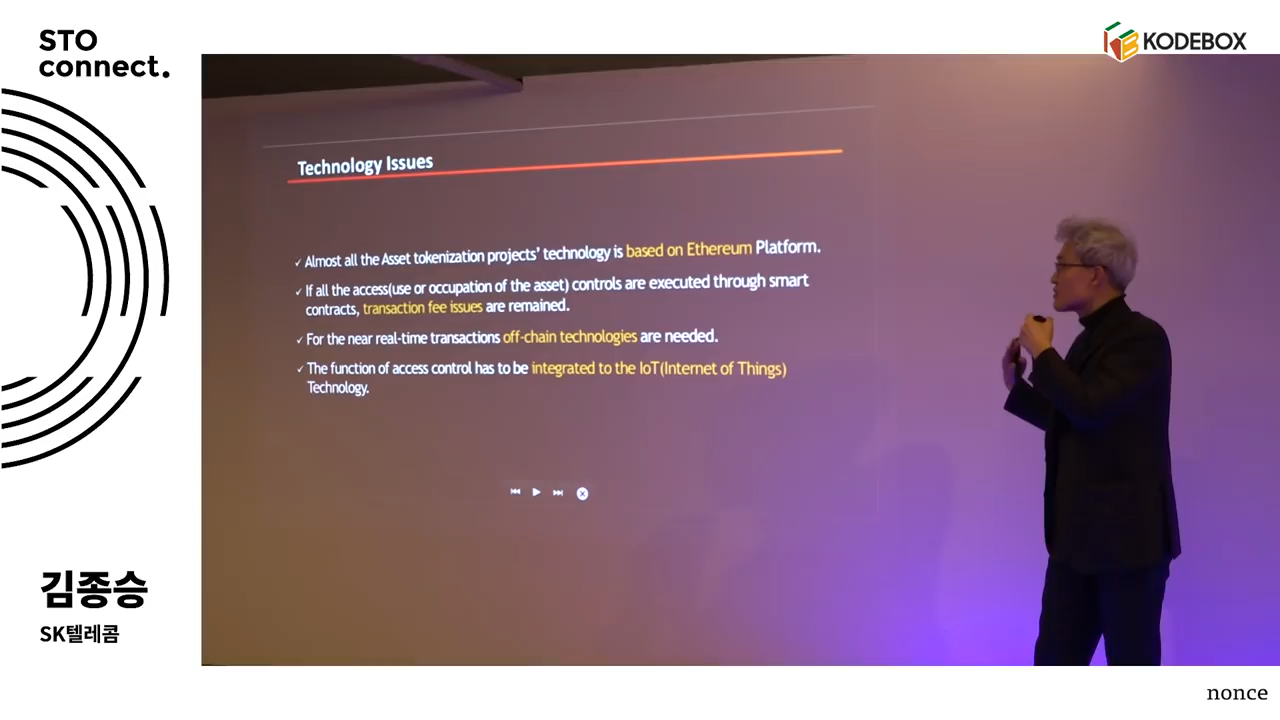 STO
connect.
KODEBOX
Technology Issues
✓ Almost all the Asset tokenization projects' technology is based on Ethereum Platform.
✓ If all the access(use or occupation of the asset) controls are executed through smart
contracts, transaction fee issues are remained.
✓ For the near real-time transactions off-chain technologies are needed.
✓ The function of access control has to be integrated to the IoT(Internet of Things)
Technology.
김종승
SK텔레콤
nonce